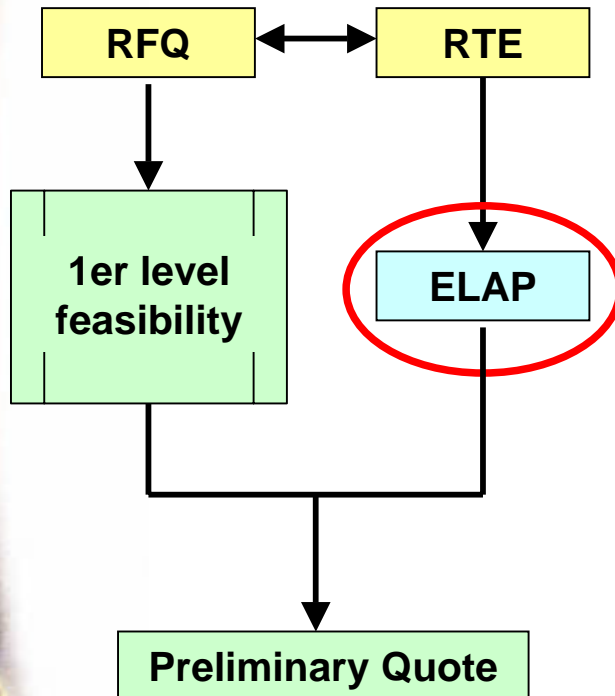 RFQ
RTE
1er level
feasibility
ELAP
Preliminary Quote